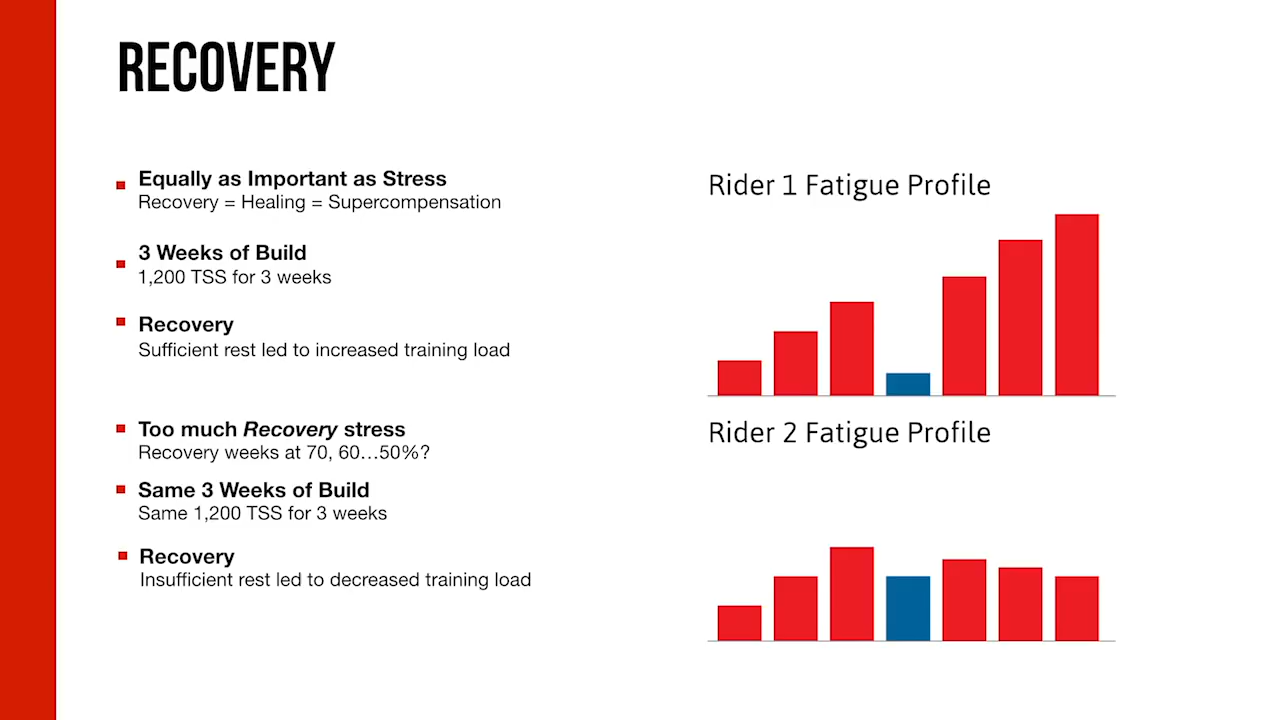 RECOVERY
Equally as Important as Stress
Recovery = Healing = Supercompensation
3 Weeks of Build
1,200 TSS for 3 weeks
Recovery
Sufficient rest led to increased training load
Too much Recovery stress
Recovery weeks at 70, 60…50%?
Same 3 Weeks of Build
Same 1,200 TSS for 3 weeks
Recovery
Insufficient rest led to decreased training load
Rider 1 Fatigue Profile
Rider 2 Fatigue Profile